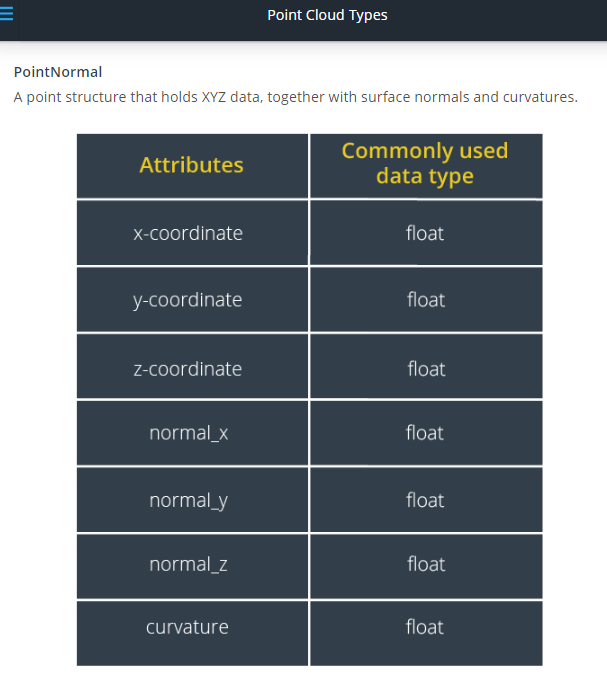 Point Cloud Types
PointNormal
A point structure that holds XYZ data, together with surface normals and curvatures.
Attributes
Commonly used
data type
x-coordinate
float
y-coordinate
float
z-coordinate
float
normal_x
float
normal_y
float
normal_z
float
curvature
float